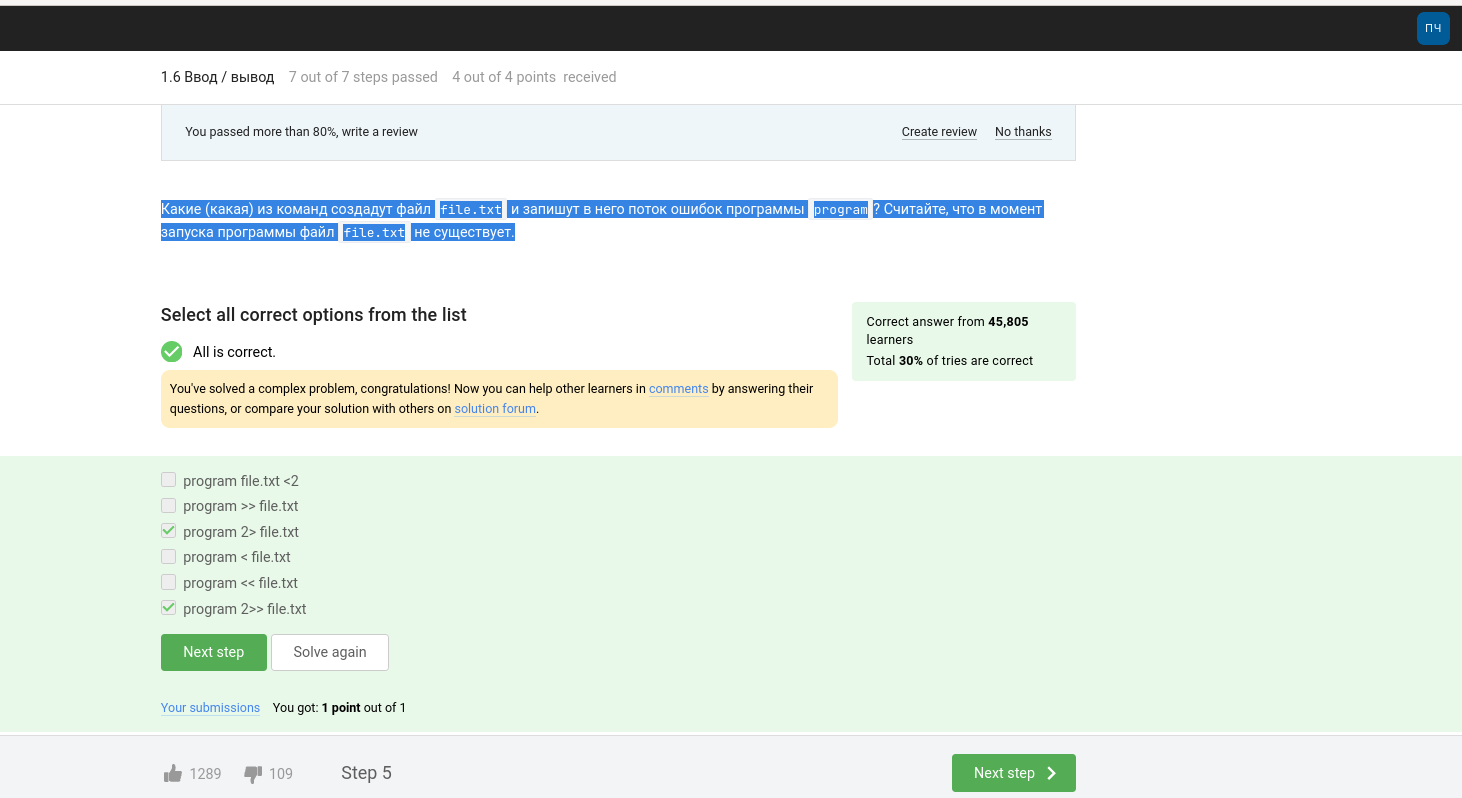 ПЧ
1.6 Ввод / вывод 7 out of 7 steps passed 4 out of 4 points received
You passed more than 80%, write a review Create review No thanks
Какие (какая) из команд создадут файл file.txt и запишут в него поток ошибок программы program ? Считайте, что в момент
запуска программы файл file.txt не существует.
Select all correct options from the list
All is correct.
You've solved a complex problem, congratulations! Now you can help other learners in comments by answering their
questions, or compare your solution with others on solution forum.
Correct answer from 45,805
learners
Total 30% of tries are correct
program file.txt <2
program >> file.txt
program 2> file.txt
program < file.txt
program << file.txt
program 2>> file.txt
Next step Solve again
Your submissions You got: 1 point out of 1
1289 109 Step 5 Next step